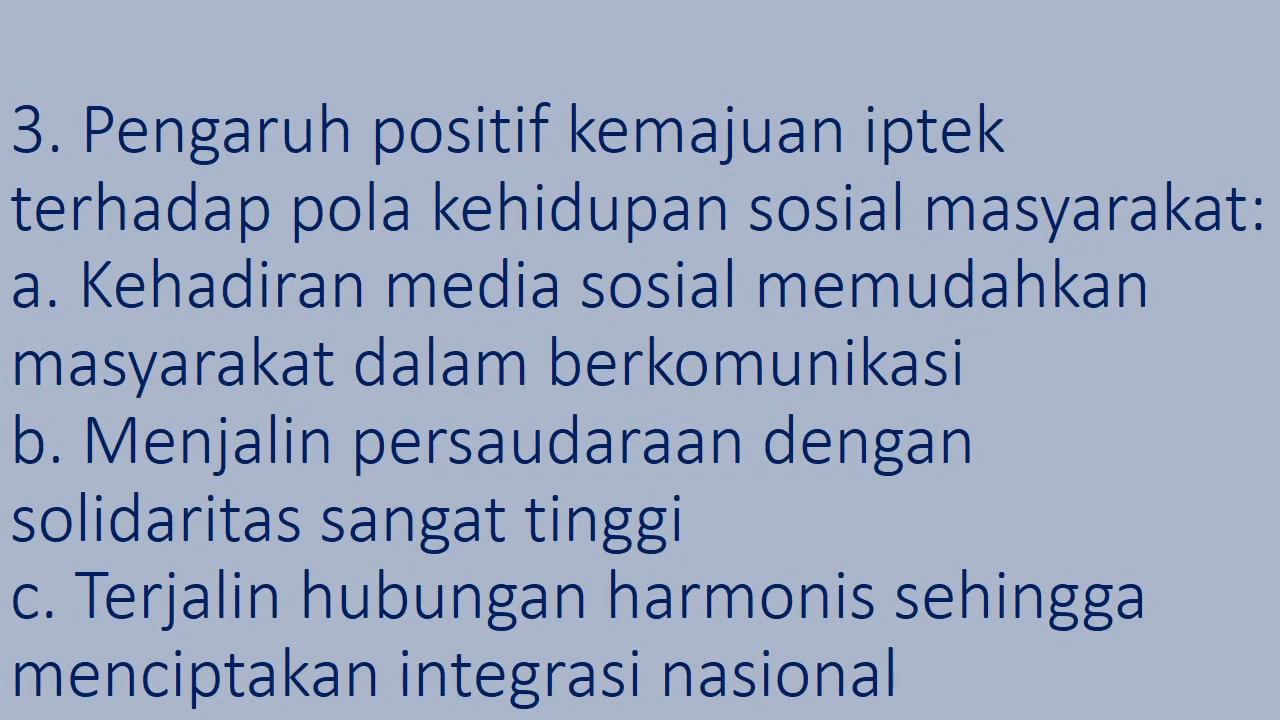 3. Pengaruh positif kemajuan iptek
terhadap pola kehidupan sosial masyarakat:
a. Kehadiran media sosial memudahkan
masyarakat dalam berkomunikasi
b. Menjalin persaudaraan dengan
solidaritas sangat tinggi
c. Terjalin hubungan harmonis sehingga
menciptakan integrasi nasional